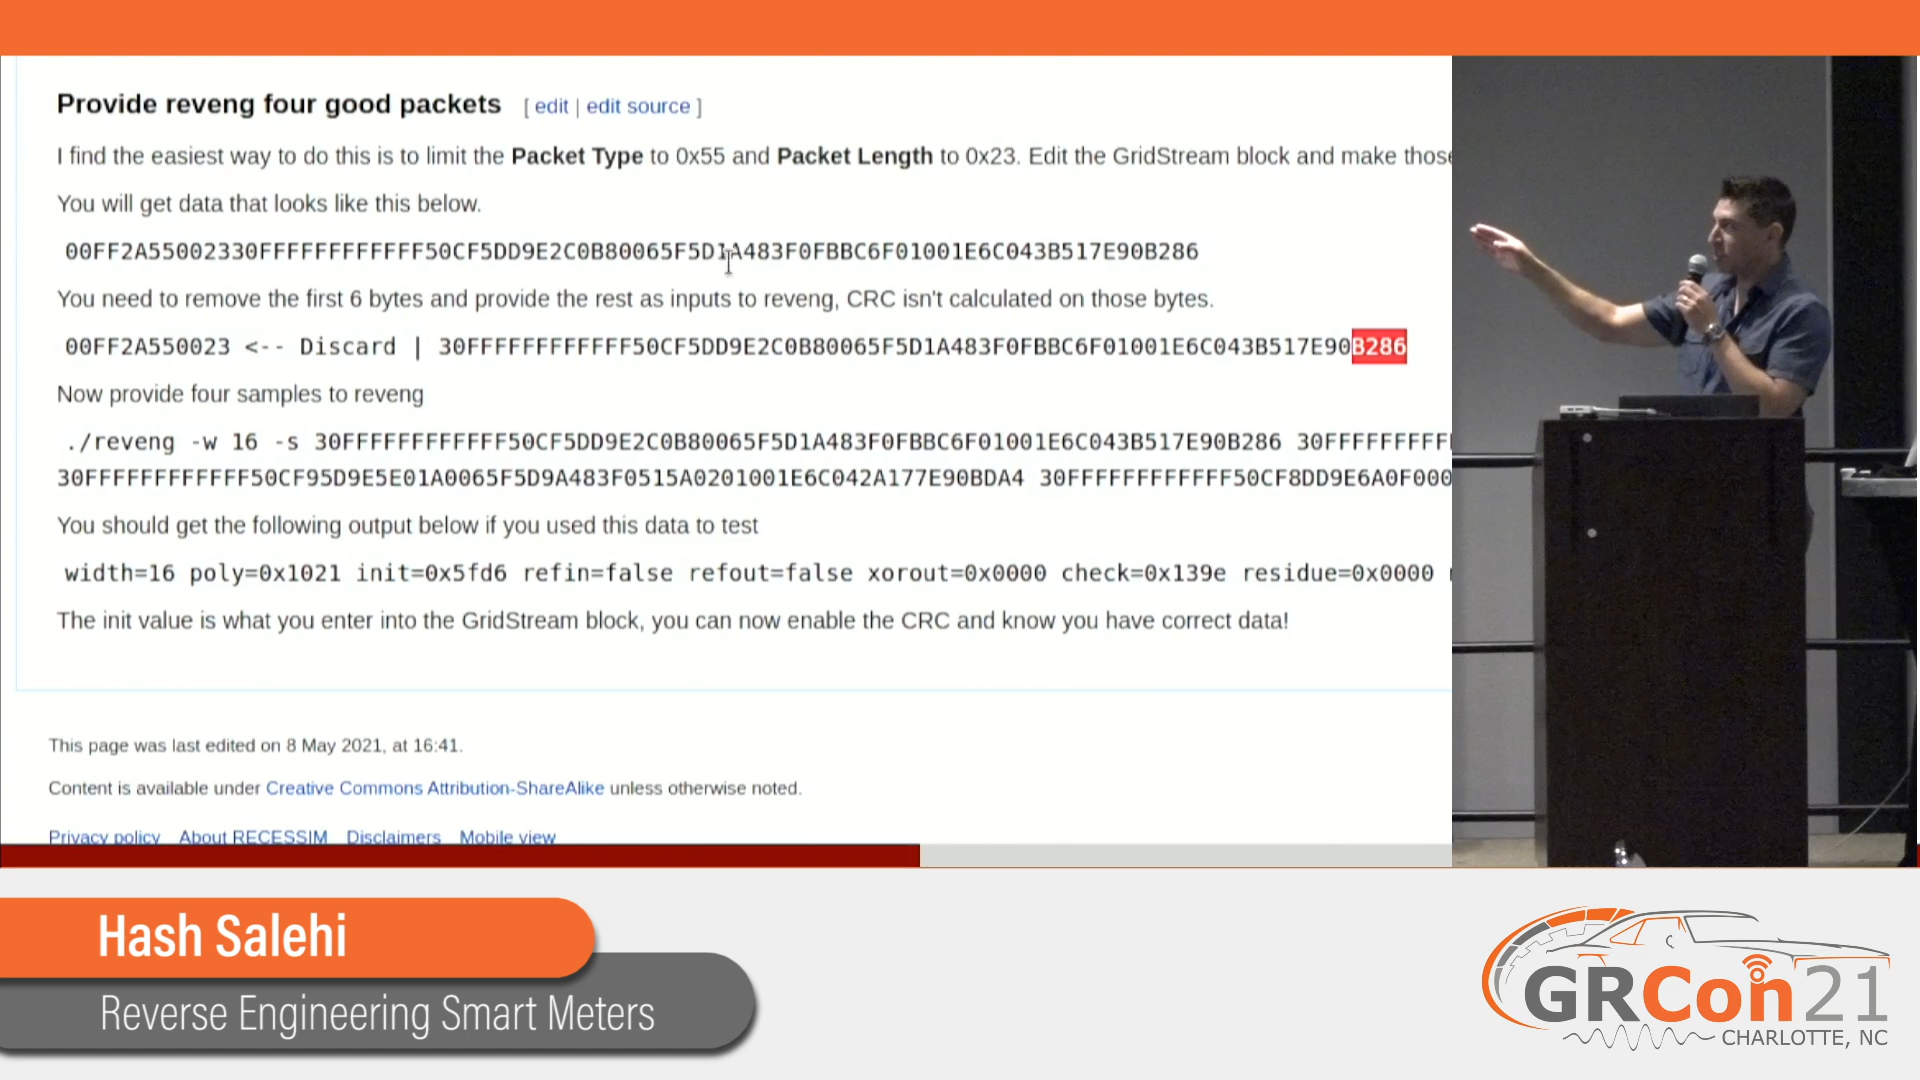 Provide reveng four good packets [ edit | edit source ]
I find the easiest way to do this is to limit the Packet Type to 0x55 and Packet Length to 0x23. Edit the GridStream block and make those
You will get data that looks like this below.
00FF2A55002330FFFFFFFFFFFF50CF5DD9E2C0B80065F5D1A483F0FBBC6F01001E6C043B517E90B286
You need to remove the first 6 bytes and provide the rest as inputs to reveng, CRC isn't calculated on those bytes.
00FF2A550023 <-- Discard | 30FFFFFFFFFFFF50CF5DD9E2C0B80065F5D1A483F0FBBC6F01001E6C043B517E90B286
Now provide four samples to reveng
./reveng -w 16 -s 30FFFFFFFFFFFF50CF5DD9E2C0B80065F5D1A483F0FBBC6F01001E6C043B517E90B286 30FFFFFFFFF
30FFFFFFFFFFFF50CF95D9E5E01A0065F5D9A483F0515A0201001E6C042A177E90BDA4 30FFFFFFFFFFFF50CF8DD9E6A0F000
You should get the following output below if you used this data to test
width=16 poly=0x1021 init=0x5fd6 refin=false refout=false xorout=0x0000 check=0x139e residue=0x0000
The init value is what you enter into the GridStream block, you can now enable the CRC and know you have correct data!
This page was last edited on 8 May 2021, at 16:41.
Content is available under Creative Commons Attribution-ShareAlike unless otherwise noted.
Privacy policy About RECESSIM Disclaimers Mobile view
Hash Salehi
Reverse Engineering Smart Meters
GRCon21
CHARLOTTE, NC